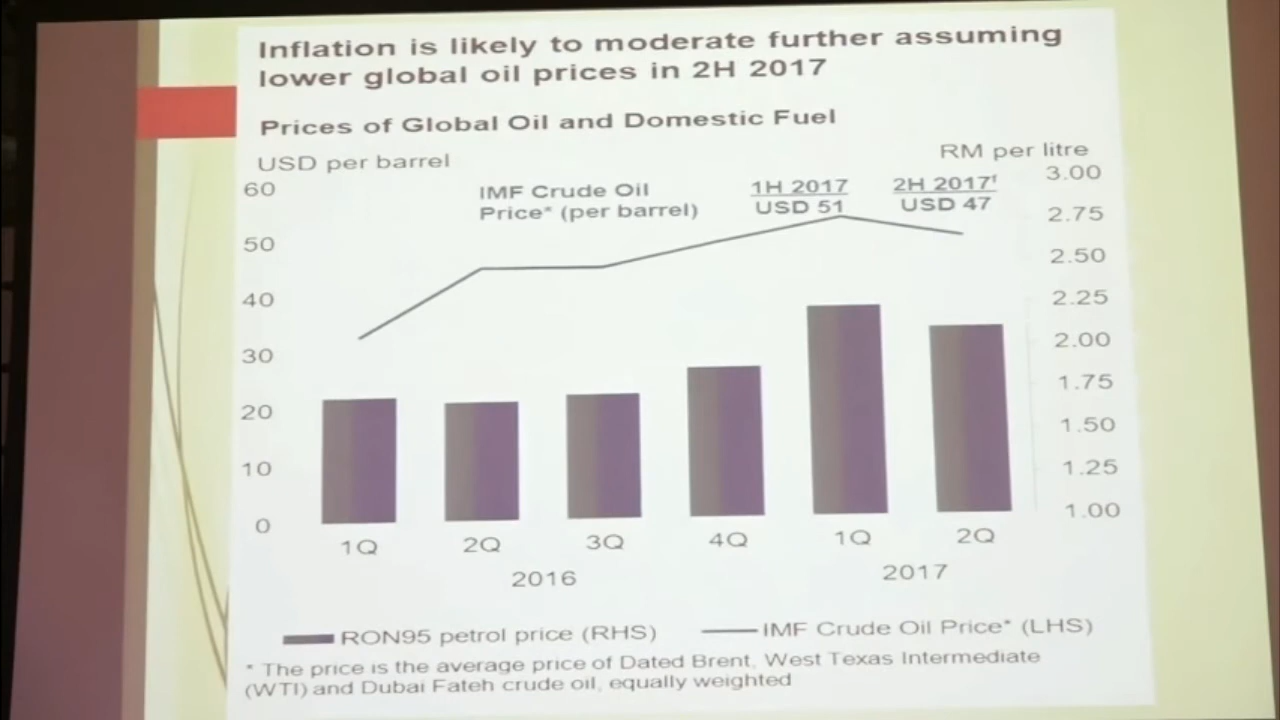 Inflation is likely to moderate further assuming
lower global oil prices in 2H 2017
Prices of Global Oil and Domestic Fuel
USD per barrel
RM per litre
60
50
40
30
20
10
0
IMF Crude Oil
Price* (per barrel)
1H 2017
USD 51
2H 2017f
USD 47
3.00
2.75
2.50
2.25
2.00
1.75
1.50
1.25
1.00
1Q 2Q 3Q 4Q 1Q 2Q
2016 2017
RON95 petrol price (RHS) IMF Crude Oil Price* (LHS)
* The price is the average price of Dated Brent, West Texas Intermediate
(WTI) and Dubai Fateh crude oil, equally weighted